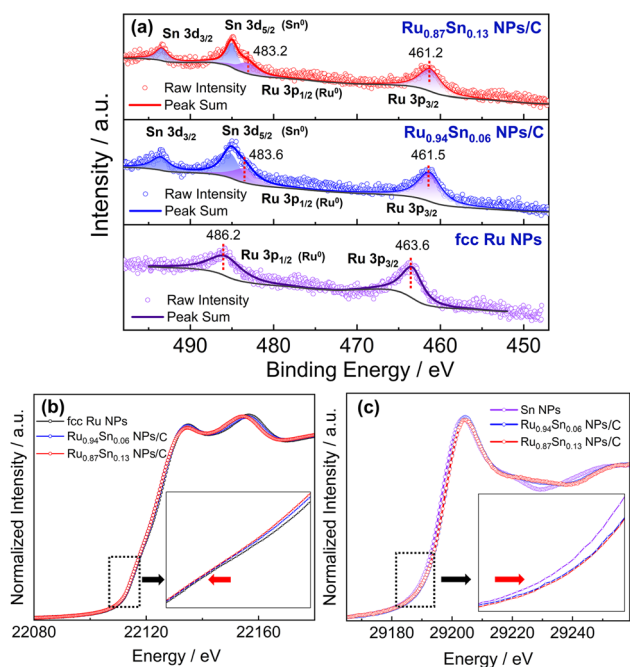 (a)
Sn 3d3/2
Sn 3d5/2 (Sn⁰)
Ru0.87Sn0.13 NPs/C
483.2
461.2
Raw Intensity
Peak Sum
Ru 3p1/2 (Ru⁰)
Ru 3p3/2
Sn 3d3/2
Sn 3d5/2 (Sn⁰)
Ru0.94Sn0.06 NPs/C
483.6
461.5
Raw Intensity
Peak Sum
Ru 3p1/2 (Ru⁰)
Ru 3p3/2
486.2
fcc Ru NPs
Ru 3p1/2 (Ru⁰)
Ru 3p3/2
463.6
Raw Intensity
Peak Sum
Intensity / a.u.
490 480 470 460 450
Binding Energy / eV
(b)
fcc Ru NPs
Ru0.94Sn0.06 NPs/C
Ru0.87Sn0.13 NPs/C
Normalized Intensity / a.u.
22080 22120 22160
Energy / eV
(c)
Sn NPs
Ru0.94Sn0.06 NPs/C
Ru0.87Sn0.13 NPs/C
Normalized Intensity / a.u.
29180 29200 29220 29240
Energy / eV